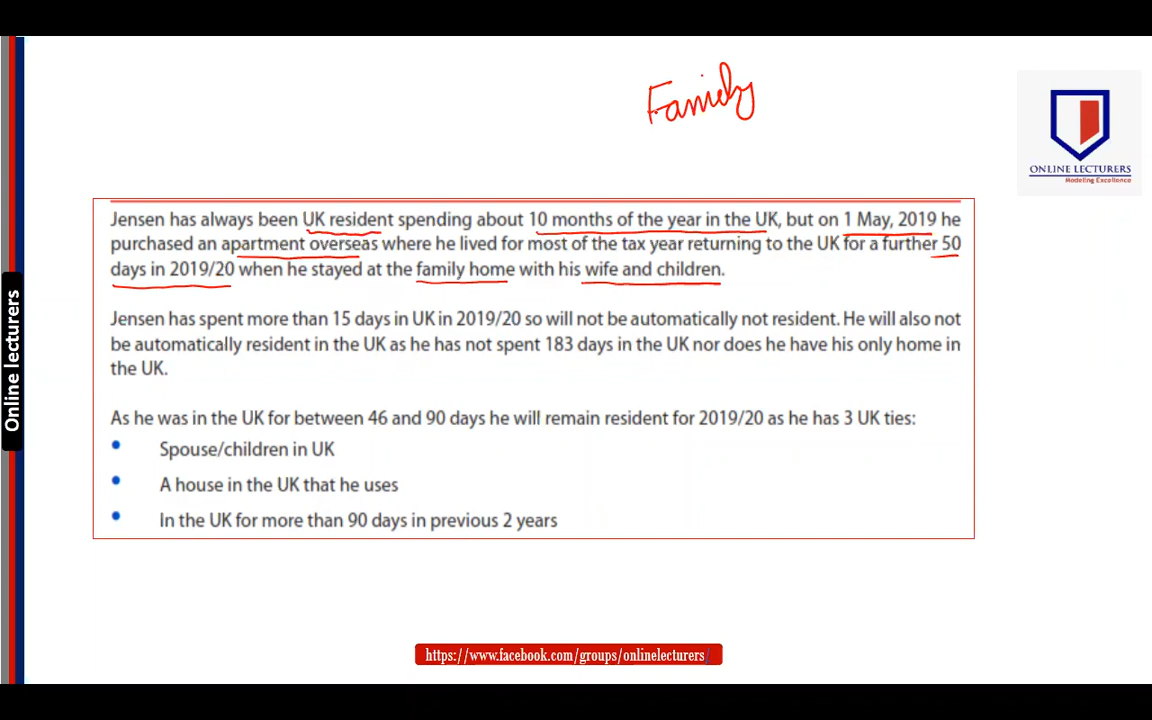 Family
ONLINE LECTURERS
Modeling Excellence
Jensen has always been UK resident spending about 10 months of the year in the UK, but on 1 May, 2019 he
purchased an apartment overseas where he lived for most of the tax year returning to the UK for a further 50
days in 2019/20 when he stayed at the family home with his wife and children.
Jensen has spent more than 15 days in UK in 2019/20 so will not be automatically not resident. He will also not
be automatically resident in the UK as he has not spent 183 days in the UK nor does he have his only home in
the UK.
As he was in the UK for between 46 and 90 days he will remain resident for 2019/20 as he has 3 UK ties:
Spouse/children in UK
A house in the UK that he uses
In the UK for more than 90 days in previous 2 years
Online lecturers
https://www.facebook.com/groups/onlinelecturers/